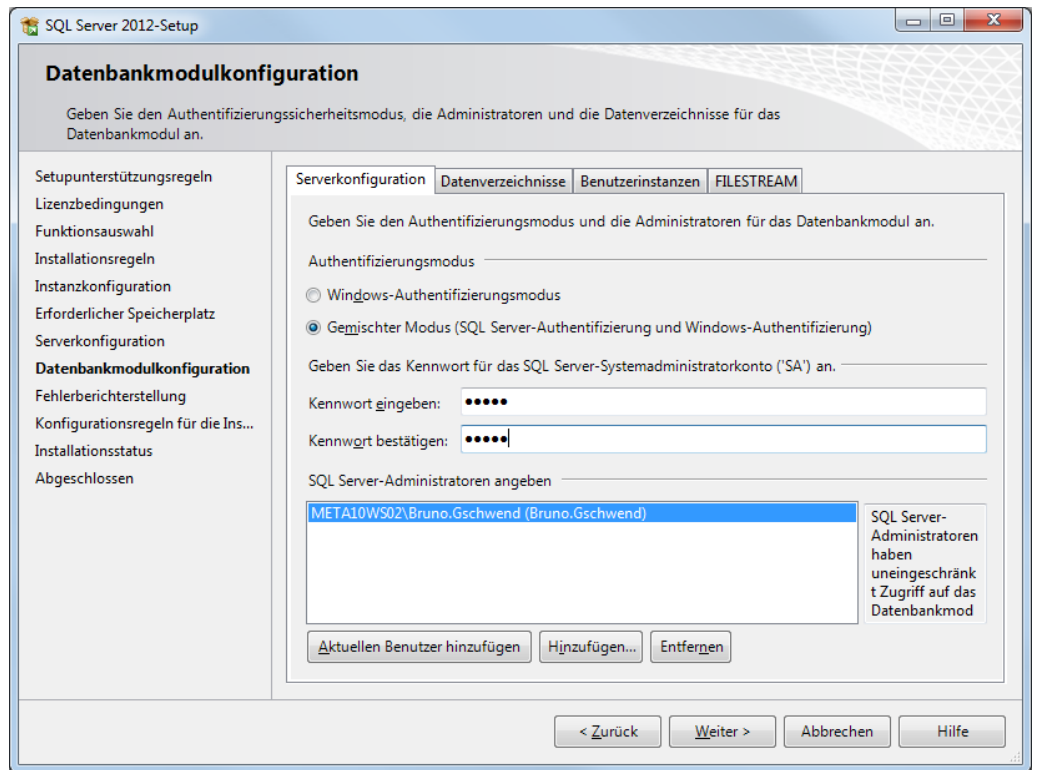 SQL Server 2012-Setup
Datenbankmodulkonfiguration
Geben Sie den Authentifizierungssicherheitsmodus, die Administratoren und die Datenverzeichnisse für das
Datenbankmodul an.
Setupunterstützungsregeln
Lizenzbedingungen
Funktionsauswahl
Installationsregeln
Instanzkonfiguration
Erforderlicher Speicherplatz
Serverkonfiguration
Datenbankmodulkonfiguration
Fehlerberichterstellung
Konfigurationsregeln für die Ins...
Installationsstatus
Abgeschlossen
Serverkonfiguration
Datenverzeichnisse
Benutzerinstanzen
FILESTREAM
Geben Sie den Authentifizierungsmodus und die Administratoren für das Datenbankmodul an.
Authentifizierungsmodus
Windows-Authentifizierungsmodus
Gemischter Modus (SQL Server-Authentifizierung und Windows-Authentifizierung)
Geben Sie das Kennwort für das SQL Server-Systemadministratorkonto ('SA') an.
Kennwort eingeben: •••••
Kennwort bestätigen: •••••
SQL Server-Administratoren angeben
META10WS02\Bruno.Gschwend (Bruno.Gschwend)
SQL Server-
Administratoren
haben
uneingeschränk
t Zugriff auf das
Datenbankmod
Aktuellen Benutzer hinzufügen
Hinzufügen...
Entfernen
< Zurück
Weiter >
Abbrechen
Hilfe